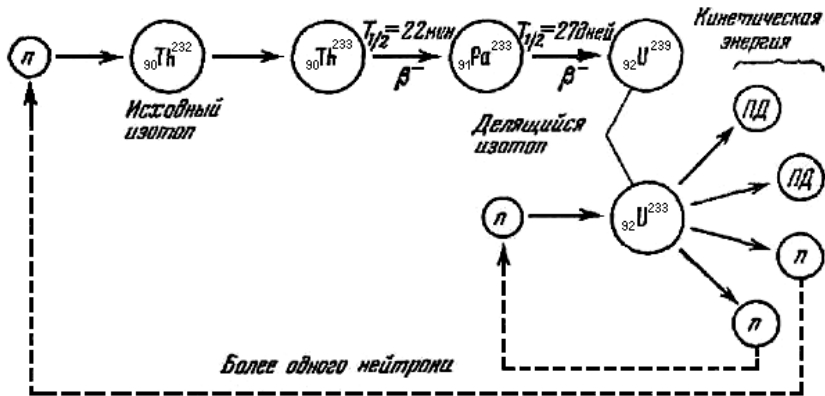 n
₉₀Th²³²
₉₀Th²³³
T₁/₂ = 22мин
β⁻
₉₁Pa²³³
T₁/₂ = 27дней
β⁻
₉₂U²³⁹
Кинетическая
энергия
Исходный
изотоп
Делящийся
изотоп
ПД
ПД
n
₉₂U²³³
n
n
Более одного нейтрона